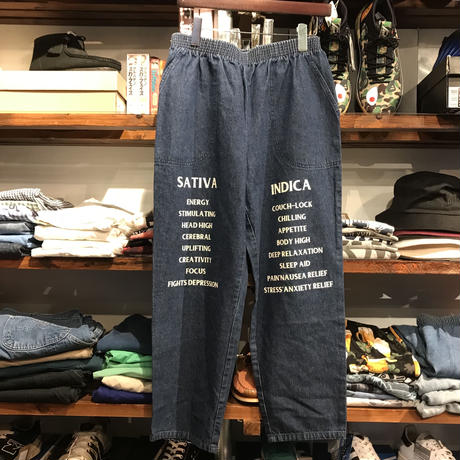 SATIVA
ENERGY
STIMULATING
HEAD HIGH
CEREBRAL
UPLIFTING
CREATIVITY
FOCUS
FIGHTS DEPRESSION
INDICA
COUCH-LOCK
CHILLING
APPETITE
BODY HIGH
DEEP RELAXATION
SLEEP AID
PAIN'NAUSEA RELIEF
STRESS'ANXIETY RELIEF